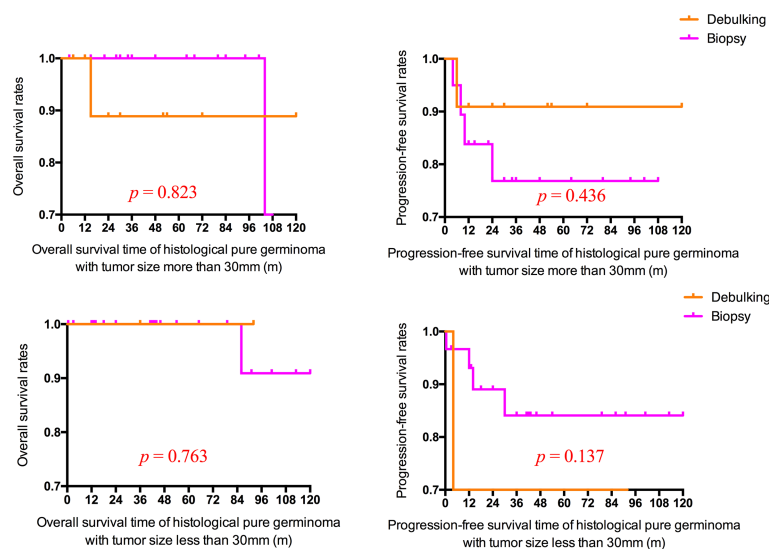 Debulking
Biopsy
Overall survival rates
1.0
0.9
0.8
0.7
0 12 24 36 48 60 72 84 96 108 120
p = 0.823
Overall survival time of histological pure germinoma
with tumor size more than 30mm (m)
Progression-free survival rates
1.0
0.9
0.8
0.7
0 12 24 36 48 60 72 84 96 108 120
p = 0.436
Progression-free survival time of histological pure germinoma
with tumor size more than 30mm (m)
Debulking
Biopsy
Overall survival rates
1.0
0.9
0.8
0.7
0 12 24 36 48 60 72 84 96 108 120
p = 0.763
Overall survival time of histological pure germinoma
with tumor size less than 30mm (m)
Progression-free survival rates
1.0
0.9
0.8
0.7
0 12 24 36 48 60 72 84 96 108 120
p = 0.137
Progression-free survival time of histological pure germinoma
with tumor size less than 30mm (m)